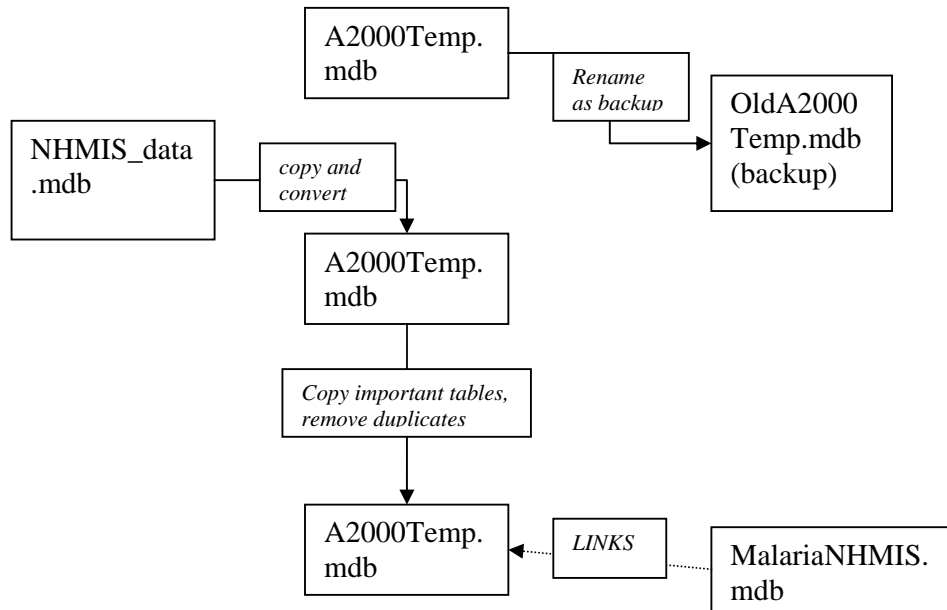 A2000Temp.
mdb
Rename
as backup
OldA2000
Temp.mdb
(backup)
NHMIS_data
.mdb
copy and
convert
A2000Temp.
mdb
Copy important tables,
remove duplicates
A2000Temp.
mdb
LINKS
MalariaNHMIS.
mdb